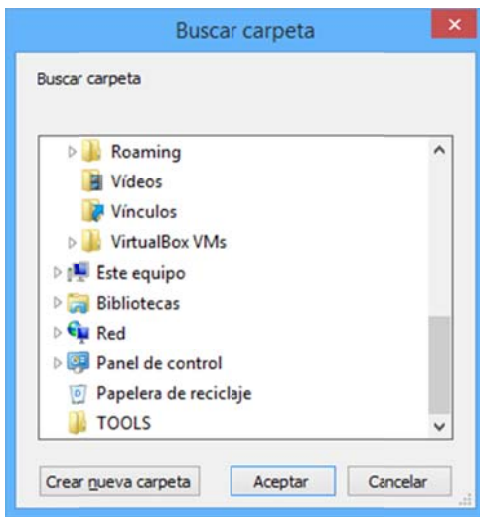 Buscar carpeta
Buscar carpeta
Roaming
Vídeos
Vínculos
VirtualBox VMs
Este equipo
Bibliotecas
Red
Panel de control
Papelera de reciclaje
TOOLS
Crear nueva carpeta Aceptar Cancelar